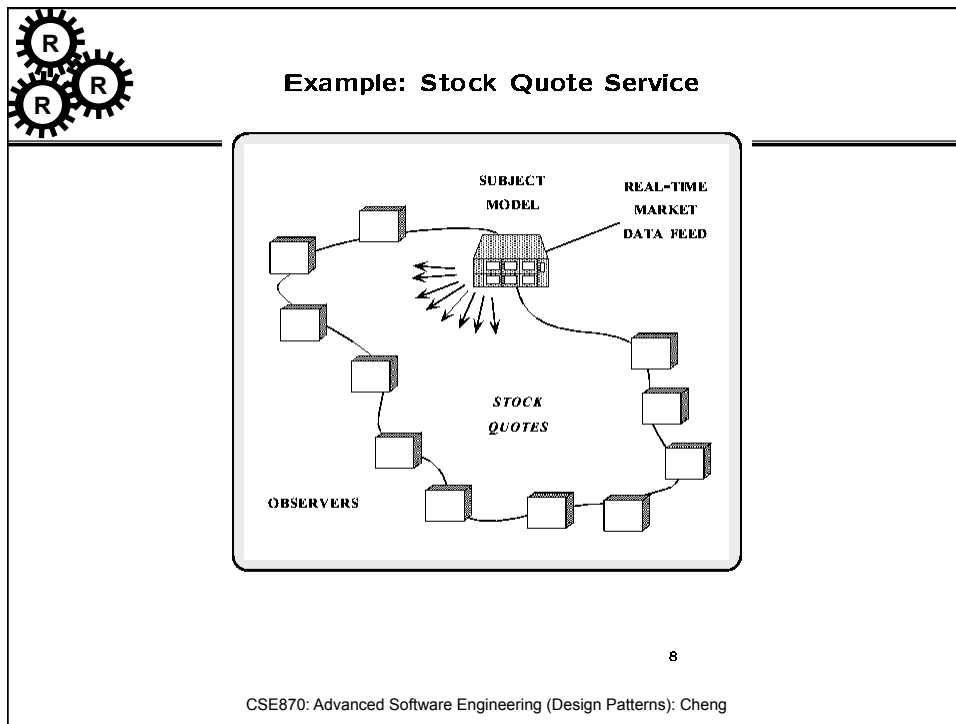 R
R
R
Example: Stock Quote Service
SUBJECT
MODEL
REAL-TIME
MARKET
DATA FEED
STOCK
QUOTES
OBSERVERS
8
CSE870: Advanced Software Engineering (Design Patterns): Cheng